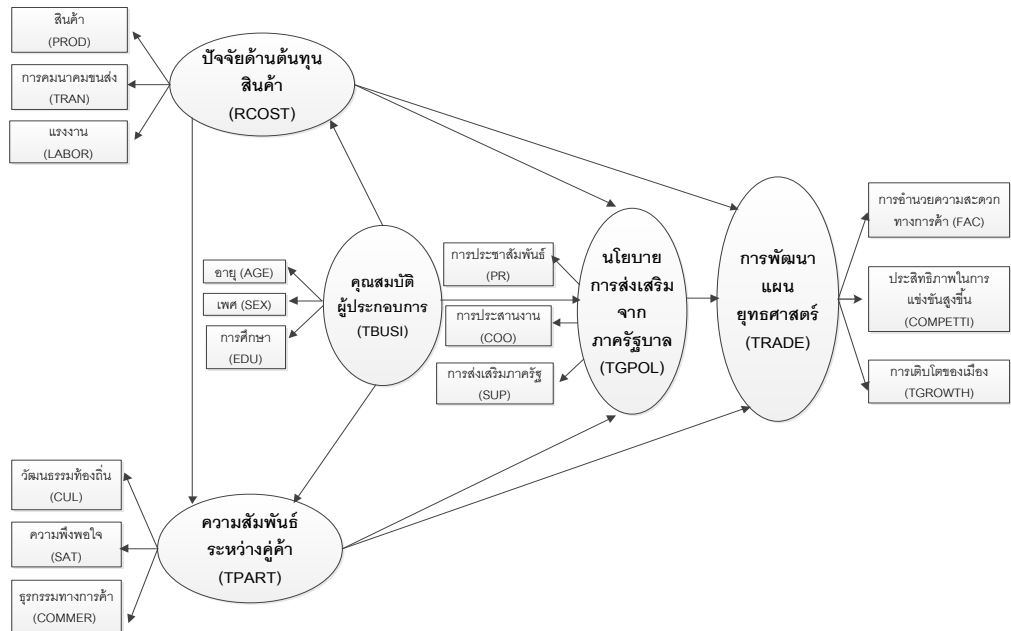 สินค้า
(PROD)
การคมนาคมขนส่ง
(TRAN)
แรงงาน
(LABOR)
ปัจจัยด้านต้นทุน
สินค้า
(RCOST)
อายุ (AGE)
เพศ (SEX)
การศึกษา
(EDU)
คุณสมบัติ
ผู้ประกอบการ
(TBUSI)
การประชาสัมพันธ์
(PR)
การประสานงาน
(COO)
การส่งเสริมภาครัฐ
(SUP)
นโยบาย
การส่งเสริม
จาก
ภาครัฐบาล
(TGPOL)
การพัฒนา
แผน
ยุทธศาสตร์
(TRADE)
การอำนวยความสะดวก
ทางการค้า (FAC)
ประสิทธิภาพในการ
แข่งขันสูงขึ้น
(COMPETTI)
การเติบโตของเมือง
(TGROWTH)
วัฒนธรรมท้องถิ่น
(CUL)
ความพึงพอใจ
(SAT)
ธุรกรรมทางการค้า
(COMMER)
ความสัมพันธ์
ระหว่างคู่ค้า
(TPART)